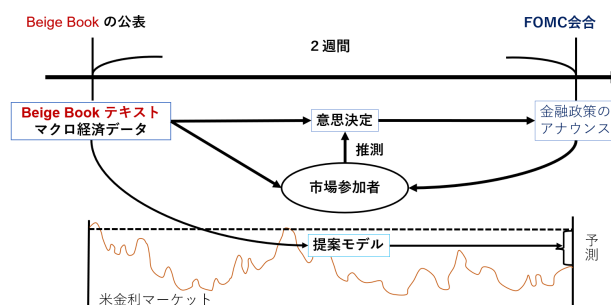 Beige Book の公表
FOMC会合
２週間
Beige Book テキスト
マクロ経済データ
意思決定
金融政策の
アナウンス
推測
市場参加者
提案モデル
予測
米金利マーケット